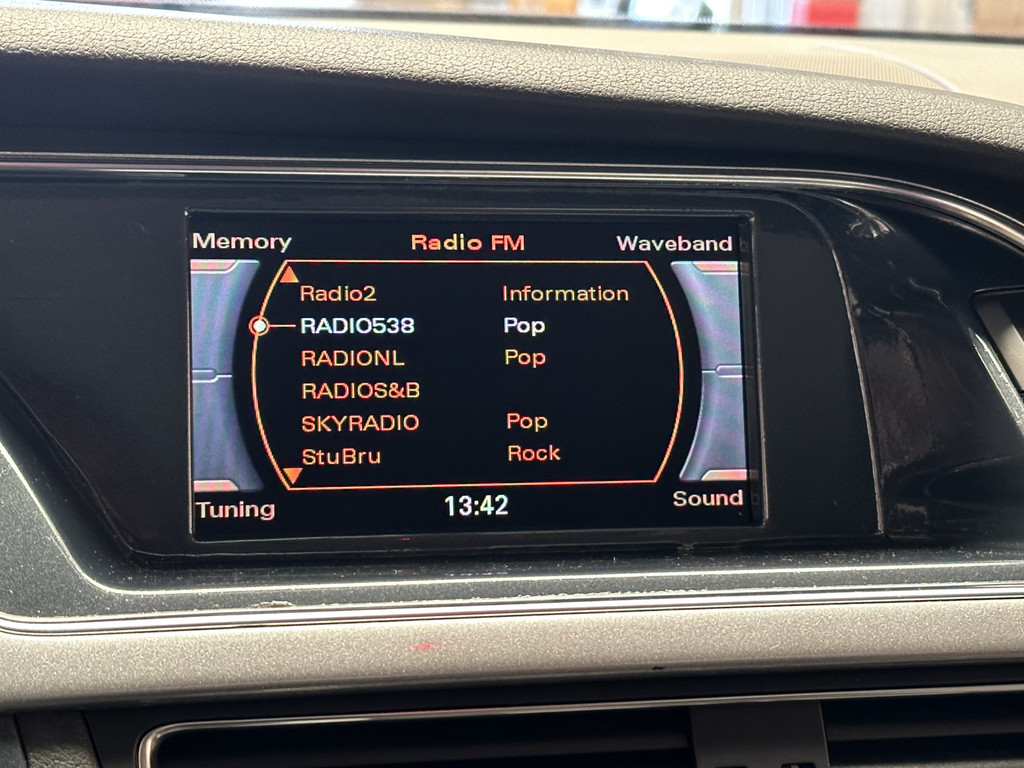 Memory Radio FM Waveband
Radio2 Information
RADIO538 Pop
RADIONL Pop
RADIOS&B
SKYRADIO Pop
StuBru Rock
Tuning 13:42 Sound